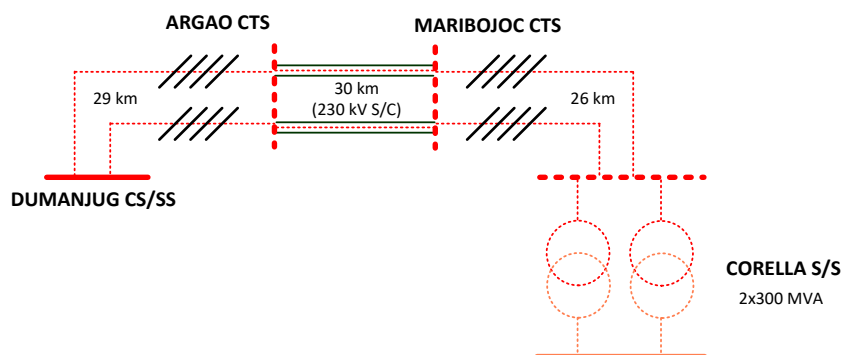 ARGAO CTS
MARIBOJOC CTS
29 km
30 km
(230 kV S/C)
26 km
DUMANJUG CS/SS
CORELLA S/S
2x300 MVA